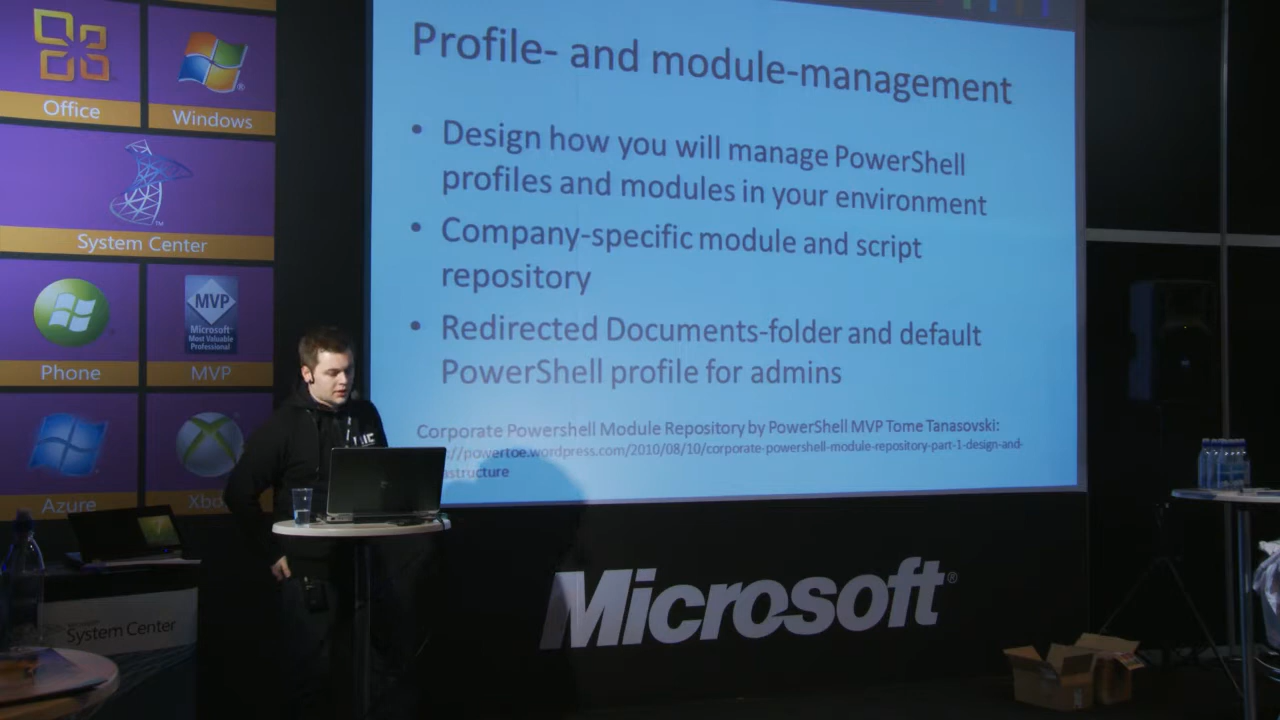 Profile- and module-management
• Design how you will manage PowerShell
profiles and modules in your environment
• Company-specific module and script
repository
• Redirected Documents-folder and default
PowerShell profile for admins
Corporate Powershell Module Repository by PowerShell MVP Tome Tanasovski:
://powertoe.wordpress.com/2010/08/10/corporate-powershell-module-repository-part-1-design-and-
structure
Office
Windows
System Center
MVP
Microsoft®
Most Valuable
Professional
Phone
MVP
Azure
Xbo
System Center
Microsoft®